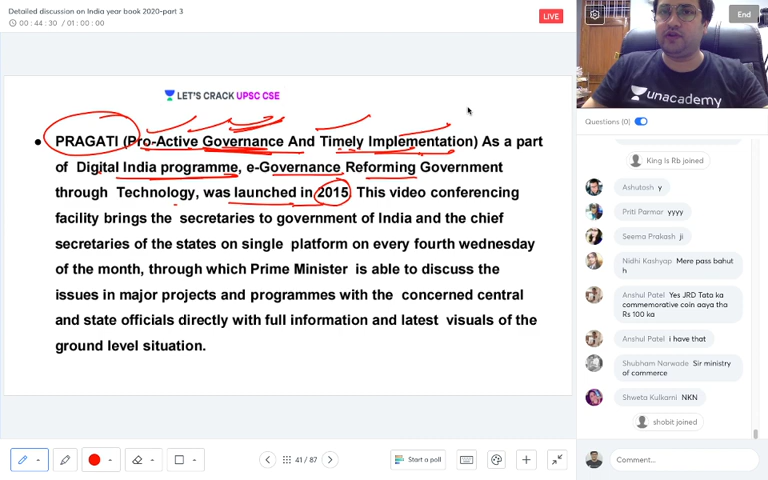 Detailed discussion on India year book 2020-part 3
00 : 44 : 30 / 01 : 00 : 00
LIVE
End
LET'S CRACK UPSC CSE
• PRAGATI (Pro-Active Governance And Timely Implementation) As a part
of Digital India programme, e-Governance Reforming Government
through Technology, was launched in 2015 This video conferencing
facility brings the secretaries to government of India and the chief
secretaries of the states on single platform on every fourth wednesday
of the month, through which Prime Minister is able to discuss the
issues in major projects and programmes with the concerned central
and state officials directly with full information and latest visuals of the
ground level situation.
unacademy
Questions (0)
King Is Rb joined
Ashutosh y
Priti Parmar yyyy
Seema Prakash ji
Nidhi Kashyap Mere pass bahut
h
Anshul Patel Yes JRD Tata ka
commemorative coin aaya tha
Rs 100 ka
Anshul Patel i have that
Shubham Narwade Sir ministry
of commerce
Shweta Kulkarni NKN
shobit joined
41 / 87
Start a poll
Comment...